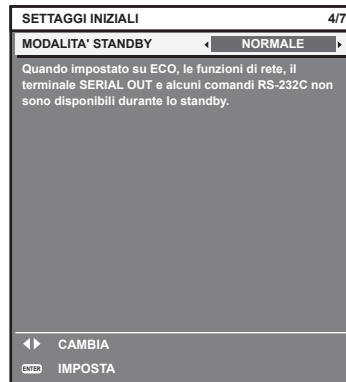 SETTAGGI INIZIALI 4/7
MODALITA' STANDBY NORMALE
Quando impostato su ECO, le funzioni di rete, il
terminale SERIAL OUT e alcuni comandi RS-232C non
sono disponibili durante lo standby.
CAMBIA
ENTER IMPOSTA